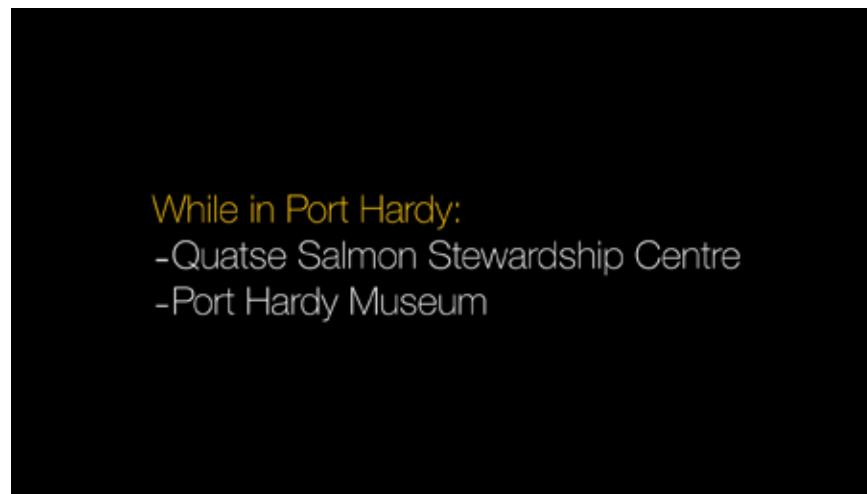 While in Port Hardy:
-Quatse Salmon Stewardship Centre
-Port Hardy Museum